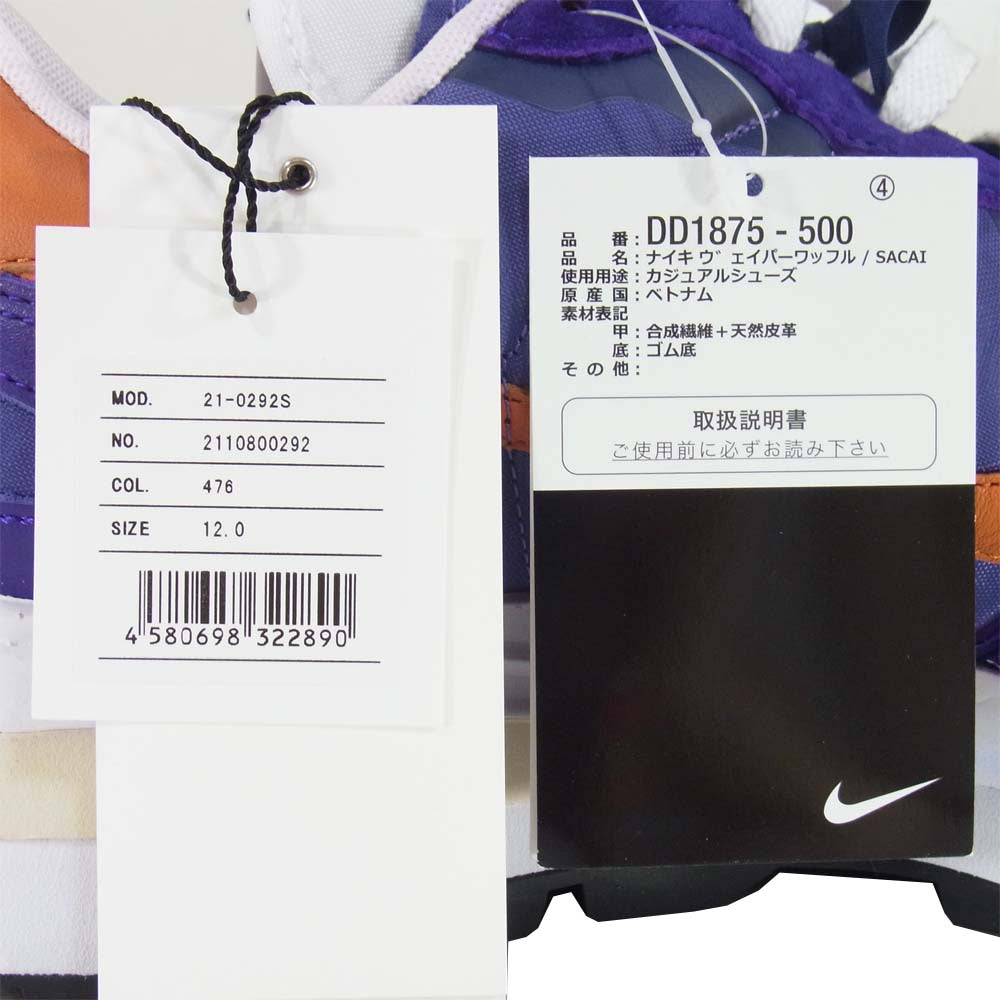 MOD. 21-0292S
NO. 2110800292
COL. 476
SIZE 12.0
4 580698 322890
④
品番：DD1875 - 500
品名：ナイキ ヴェイパーワッフル / SACAI
使用用途：カジュアルシューズ
原産国：ベトナム
素材表記
甲：合成繊維＋天然皮革
底：ゴム底
その他：
取扱説明書
ご使用前に必ずお読み下さい